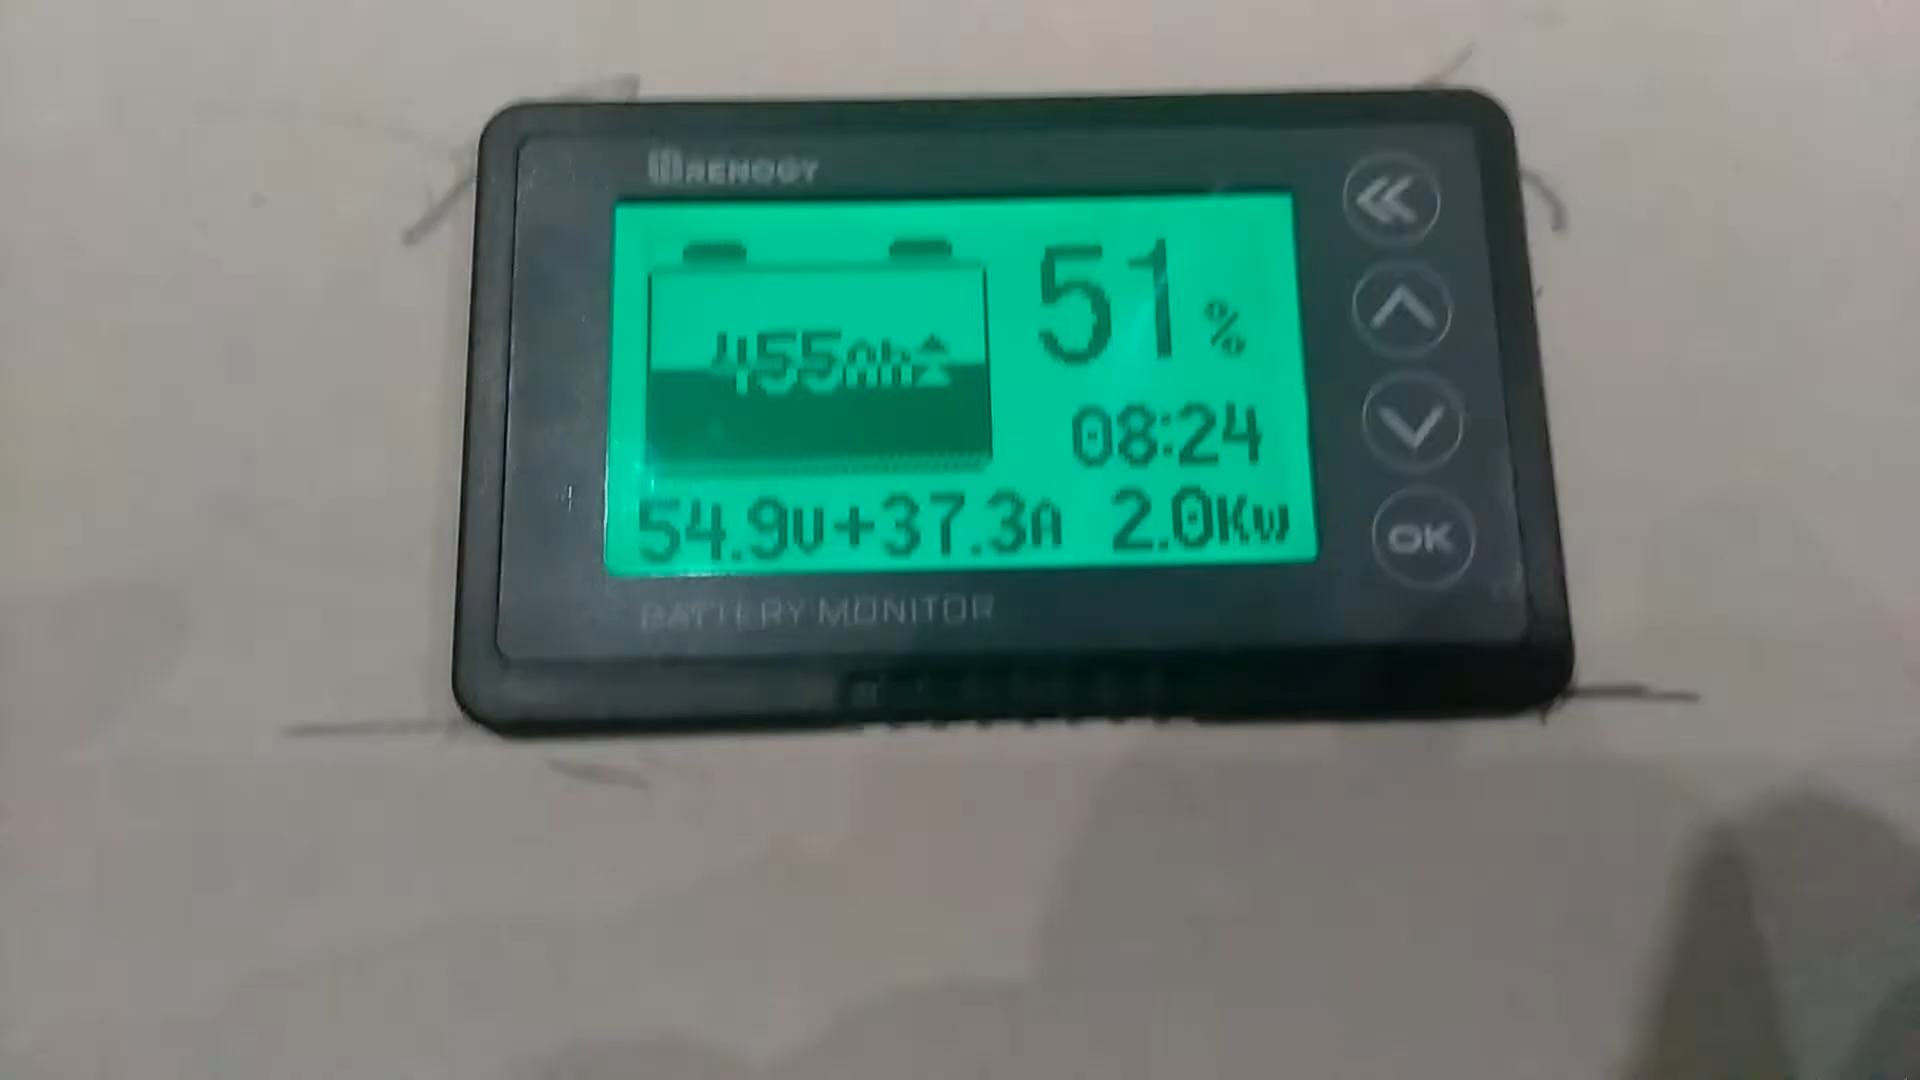 RENOGY
455Ah
51%
08:24
54.9V+37.3A 2.0Kw
BATTERY MONITOR
OK